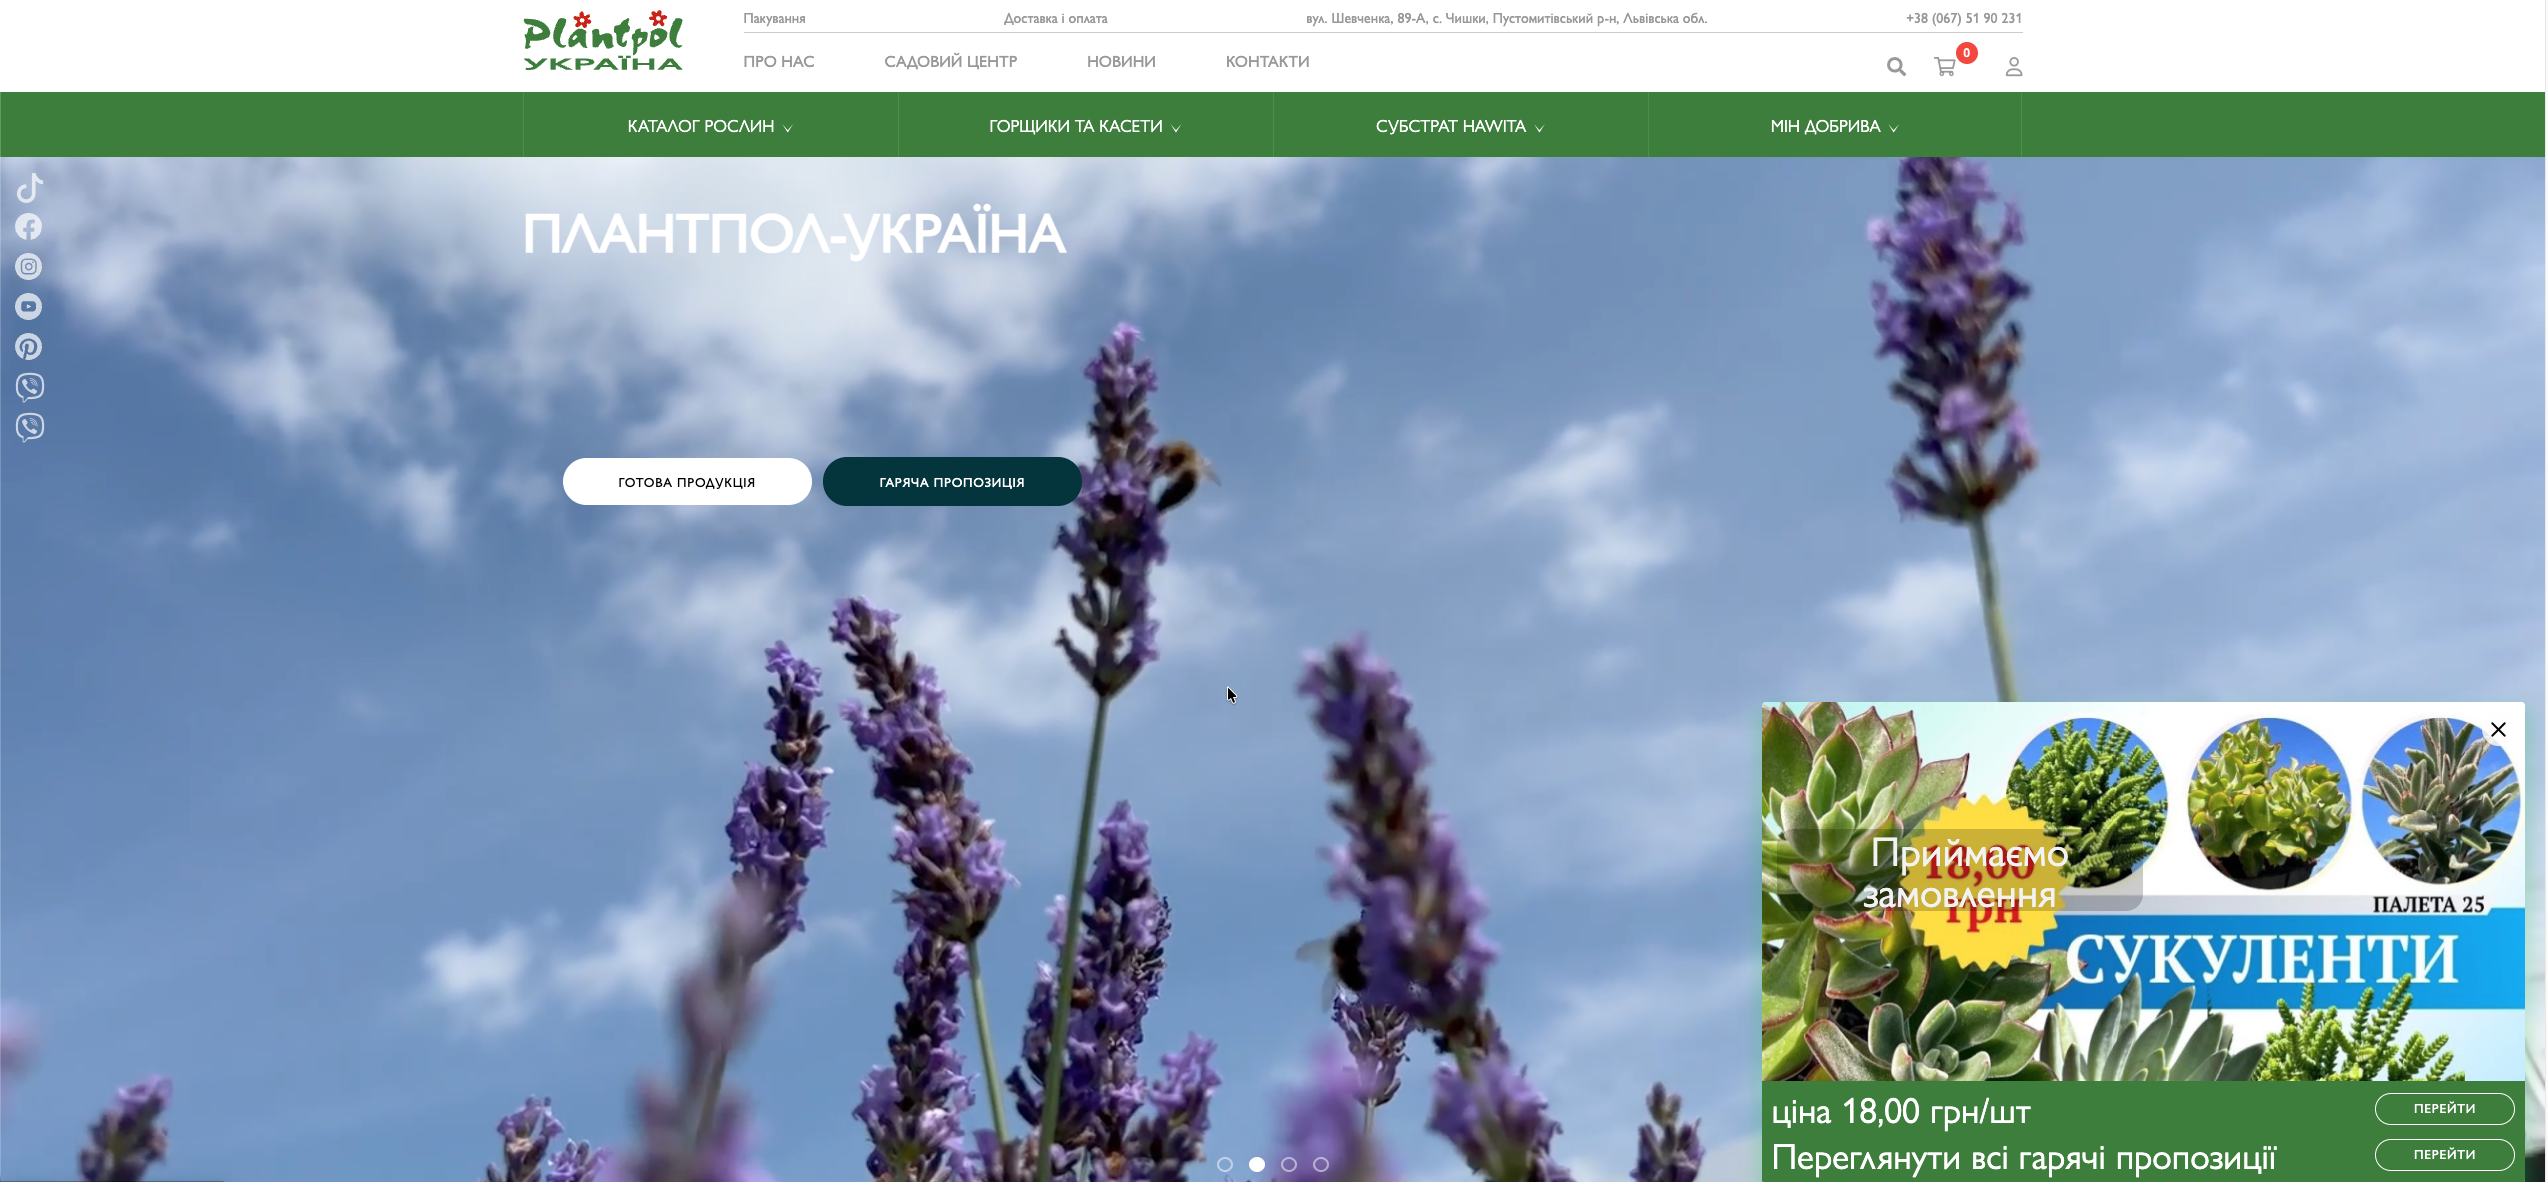 Plantpol
УКРАЇНА
Пакування
Доставка і оплата
вул. Шевченка, 89-А, с. Чишки, Пустомитівський р-н, Львівська обл.
+38 (067) 51 90 231
ПРО НАС
САДОВИЙ ЦЕНТР
НОВИНИ
КОНТАКТИ
0
КАТАЛОГ РОСЛИН
ГОРЩИКИ ТА КАСЕТИ
СУБСТРАТ HAWITA
МІН ДОБРИВА
ПЛАНТПОЛ-УКРАЇНА
ГОТОВА ПРОДУКЦІЯ
ГАРЯЧА ПРОПОЗИЦІЯ
Приймаємо
замовлення
18,00
грн
ПАЛЕТА 25
СУКУЛЕНТИ
ціна 18,00 грн/шт
ПЕРЕЙТИ
Переглянути всі гарячі пропозиції
ПЕРЕЙТИ